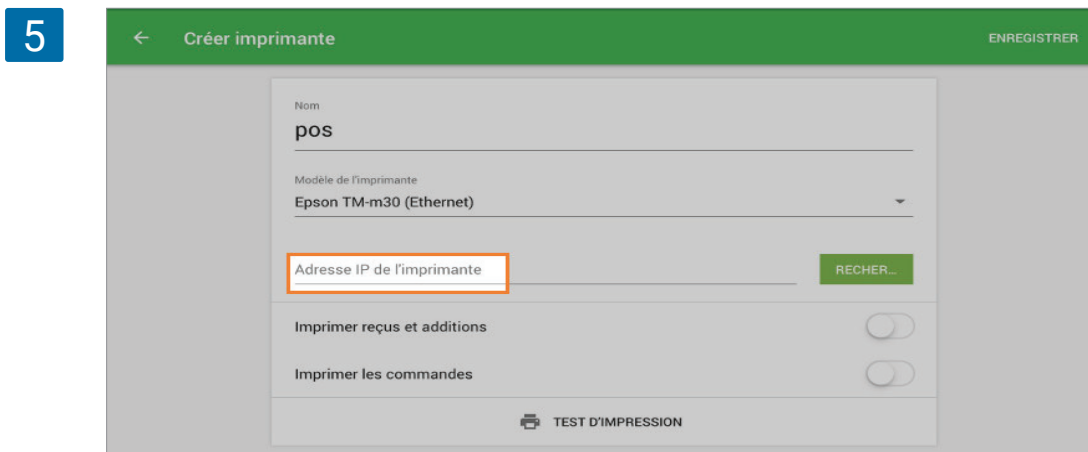 5
Créer imprimante
ENREGISTRER
Nom
pos
Modèle de l'imprimante
Epson TM-m30 (Ethernet)
Adresse IP de l'imprimante
RECHER...
Imprimer reçus et additions
Imprimer les commandes
TEST D'IMPRESSION